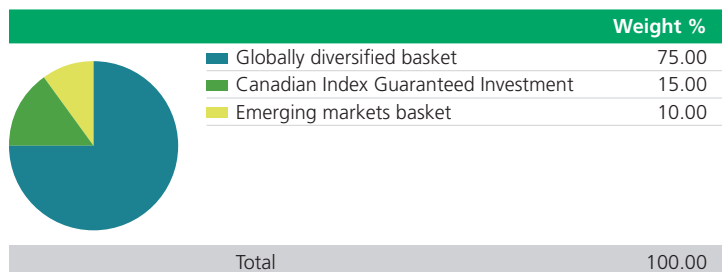 Weight %
Globally diversified basket 75.00
Canadian Index Guaranteed Investment 15.00
Emerging markets basket 10.00
Total 100.00